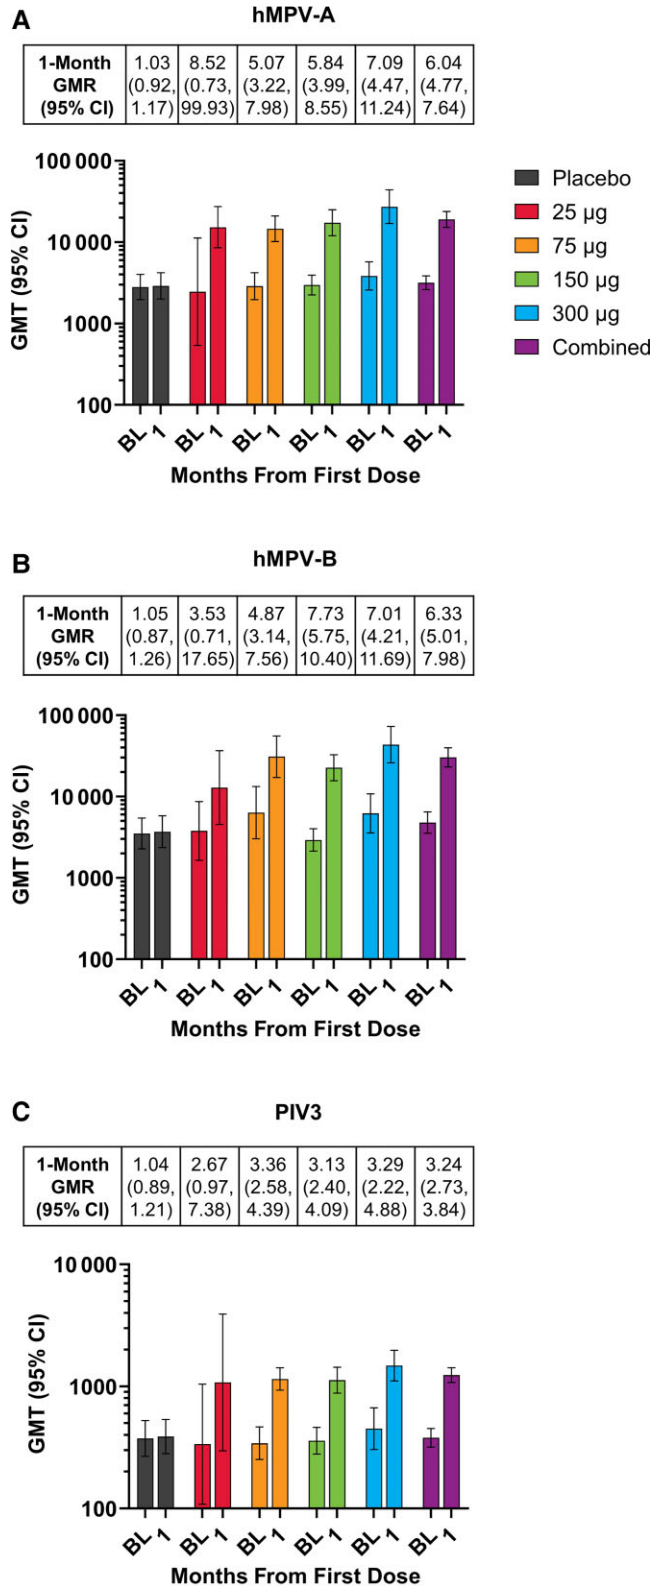 A
hMPV-A
1-Month 1.03 8.52 5.07 5.84 7.09 6.04
GMR (0.92, (0.73, (3.22, (3.99, (4.47, (4.77,
(95% CI) 1.17) 99.93) 7.98) 8.55) 11.24) 7.64)
GMT (95% CI)
100 000
10 000
1000
100
BL 1 BL 1 BL 1 BL 1 BL 1 BL 1
Months From First Dose
Placebo
25 µg
75 µg
150 µg
300 µg
Combined
B
hMPV-B
1-Month 1.05 3.53 4.87 7.73 7.01 6.33
GMR (0.87, (0.71, (3.14, (5.75, (4.21, (5.01,
(95% CI) 1.26) 17.65) 7.56) 10.40) 11.69) 7.98)
GMT (95% CI)
100 000
10 000
1000
100
BL 1 BL 1 BL 1 BL 1 BL 1 BL 1
Months From First Dose
C
PIV3
1-Month 1.04 2.67 3.36 3.13 3.29 3.24
GMR (0.89, (0.97, (2.58, (2.40, (2.22, (2.73,
(95% CI) 1.21) 7.38) 4.39) 4.09) 4.88) 3.84)
GMT (95% CI)
10 000
1000
100
BL 1 BL 1 BL 1 BL 1 BL 1 BL 1
Months From First Dose